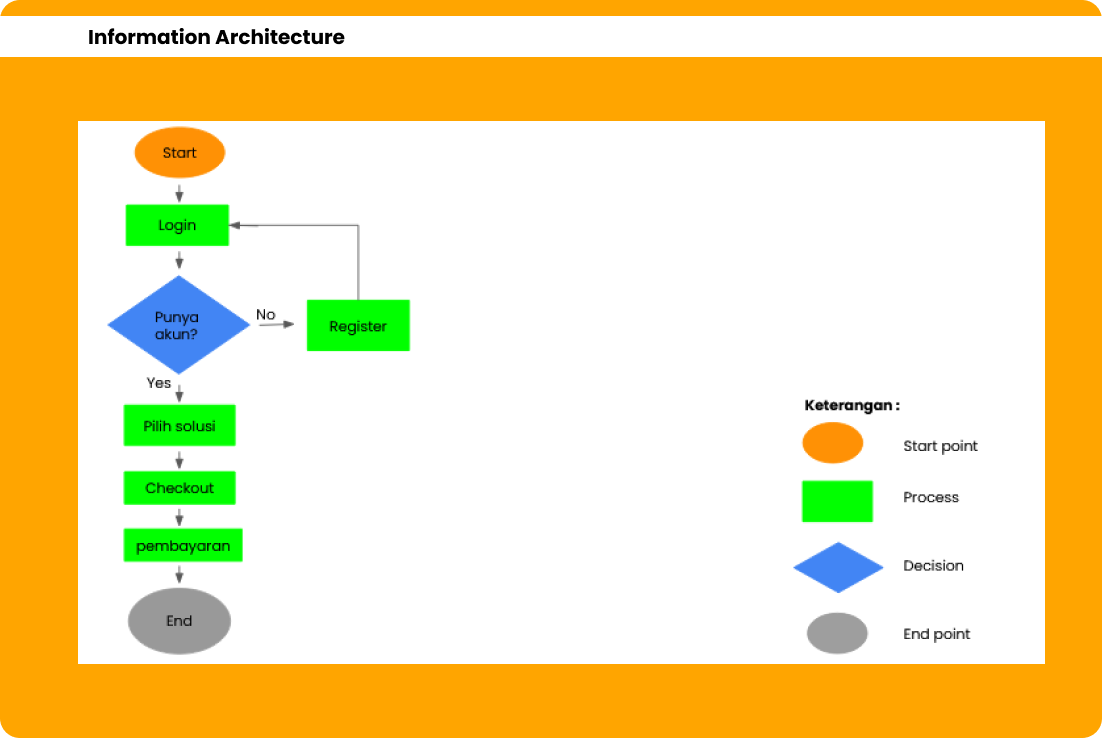 Information Architecture
Start
Login
Punya
akun?
No
Register
Yes
Pilih solusi
Checkout
pembayaran
End
Keterangan :
Start point
Process
Decision
End point